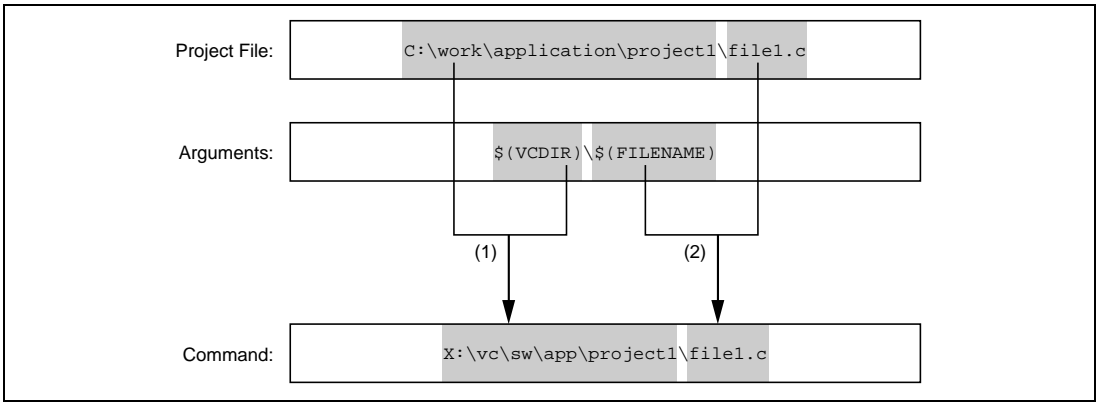 Project File: C:\work\application\project1\file1.c
Arguments: $(VCDIR)\$(FILENAME)
(1) (2)
Command: X:\vc\sw\app\project1\file1.c